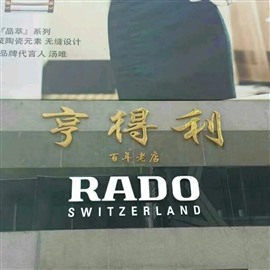 『晶萃』系列
陶瓷元素 无缝设计
品牌代言人 汤唯
亨得利
百年老店
RADO
SWITZERLAND